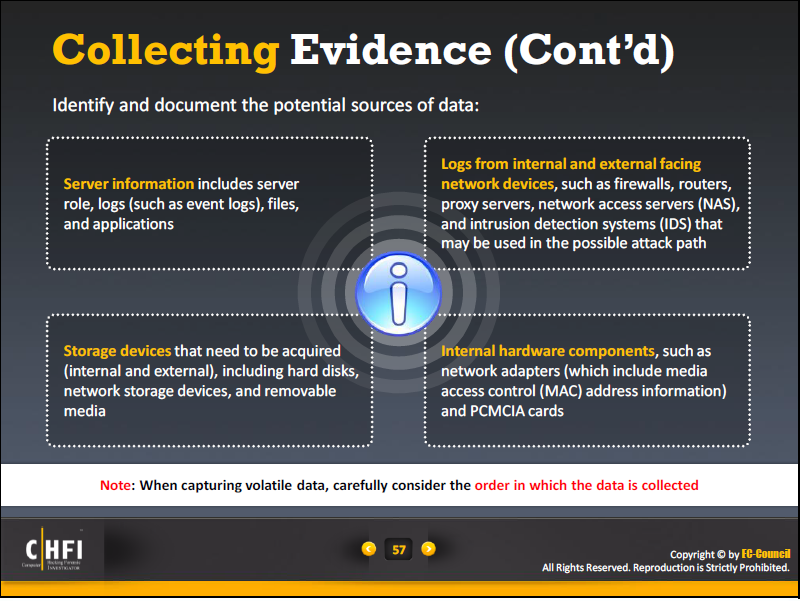 Collecting Evidence (Cont’d)
Identify and document the potential sources of data:
Server information includes server
role, logs (such as event logs), files,
and applications
Logs from internal and external facing
network devices, such as firewalls, routers,
proxy servers, network access servers (NAS),
and intrusion detection systems (IDS) that
may be used in the possible attack path
Storage devices that need to be acquired
(internal and external), including hard disks,
network storage devices, and removable
media
Internal hardware components, such as
network adapters (which include media
access control (MAC) address information)
and PCMCIA cards
Note: When capturing volatile data, carefully consider the order in which the data is collected
CHFI
Computer Hacking Forensic
INVESTIGATOR
57
Copyright © by EC-Council
All Rights Reserved. Reproduction is Strictly Prohibited.